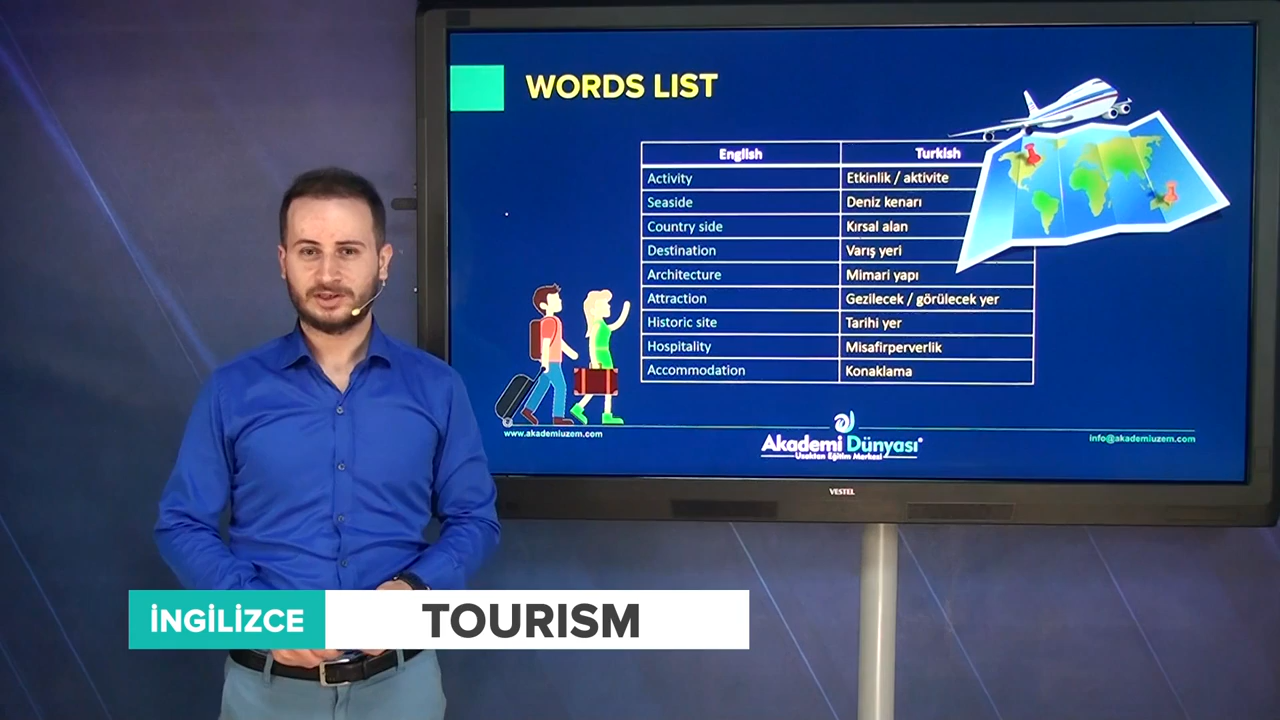 WORDS LIST
English Turkish
Activity Etkinlik / aktivite
Seaside Deniz kenarı
Country side Kırsal alan
Destination Varış yeri
Architecture Mimari yapı
Attraction Gezilecek / görülecek yer
Historic site Tarihi yer
Hospitality Misafirperverlik
Accommodation Konaklama
www.akademiuzem.com
Akademi Dünyası
Uzaktan Eğitim Merkezi
info@akademiuzem.com
VESTEL
İNGİLİZCE TOURISM